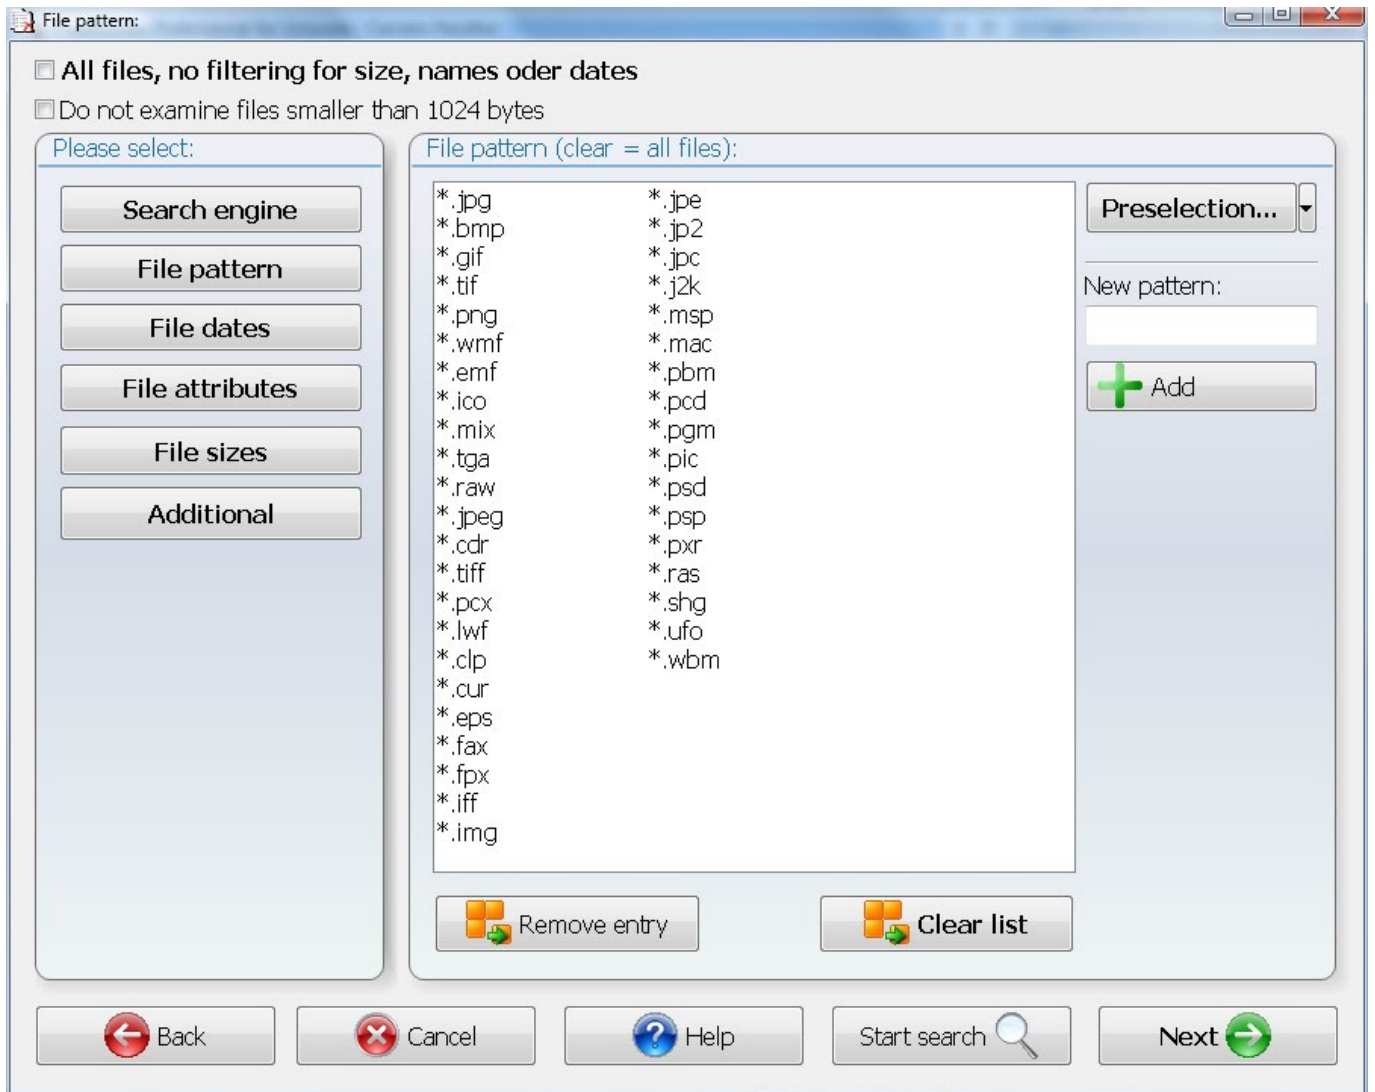 File pattern:
All files, no filtering for size, names oder dates
Do not examine files smaller than 1024 bytes
Please select:
Search engine
File pattern
File dates
File attributes
File sizes
Additional
File pattern (clear = all files):
*.jpg
*.bmp
*.gif
*.tif
*.png
*.wmf
*.emf
*.ico
*.mix
*.tga
*.raw
*.jpeg
*.cdr
*.tiff
*.pcx
*.lwf
*.clp
*.cur
*.eps
*.fax
*.fpx
*.iff
*.img
*.jpe
*.jp2
*.jpc
*.j2k
*.msp
*.mac
*.pbm
*.pcd
*.pgm
*.pic
*.psd
*.psp
*.pxr
*.ras
*.shg
*.ufo
*.wbm
Preselection...
New pattern:
Add
Remove entry
Clear list
Back
Cancel
Help
Start search
Next